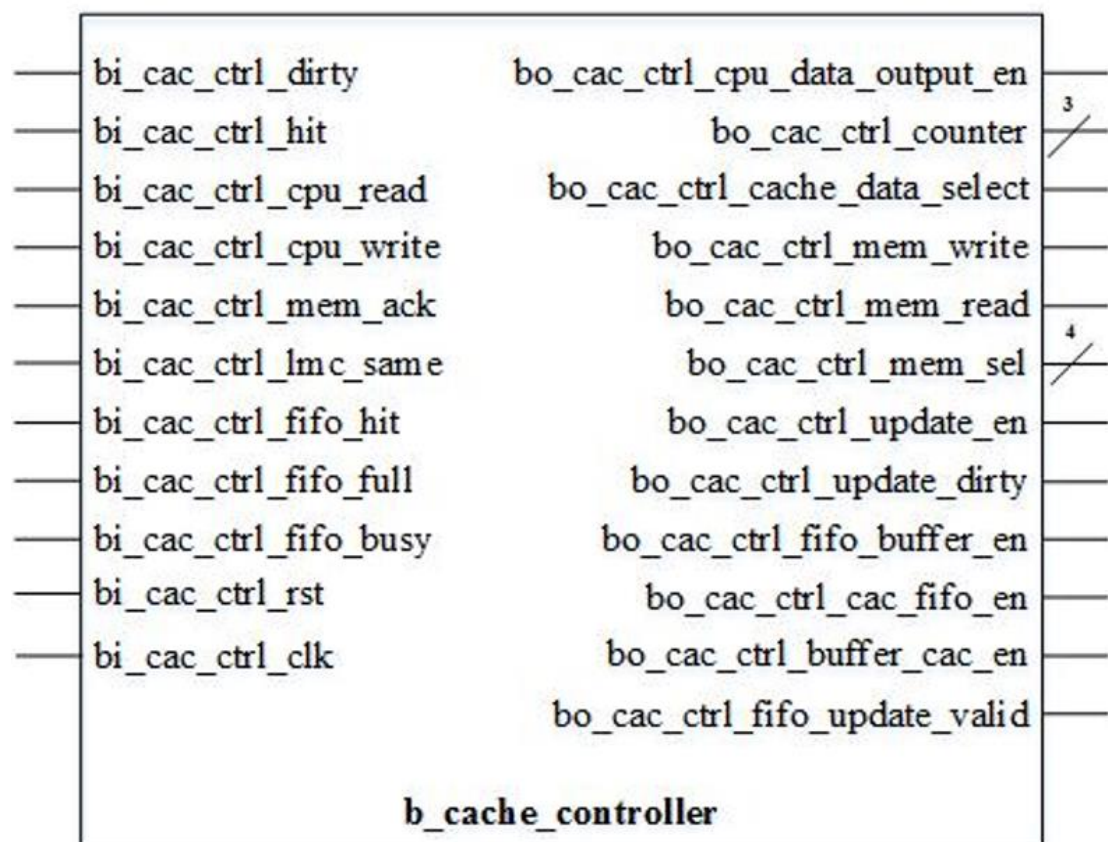 bi_cac_ctrl_dirty
bi_cac_ctrl_hit
bi_cac_ctrl_cpu_read
bi_cac_ctrl_cpu_write
bi_cac_ctrl_mem_ack
bi_cac_ctrl_lmc_same
bi_cac_ctrl_fifo_hit
bi_cac_ctrl_fifo_full
bi_cac_ctrl_fifo_busy
bi_cac_ctrl_rst
bi_cac_ctrl_clk
bo_cac_ctrl_cpu_data_output_en
3
bo_cac_ctrl_counter
bo_cac_ctrl_cache_data_select
bo_cac_ctrl_mem_write
bo_cac_ctrl_mem_read
4
bo_cac_ctrl_mem_sel
bo_cac_ctrl_update_en
bo_cac_ctrl_update_dirty
bo_cac_ctrl_fifo_buffer_en
bo_cac_ctrl_cac_fifo_en
bo_cac_ctrl_buffer_cac_en
bo_cac_ctrl_fifo_update_valid
b_cache_controller